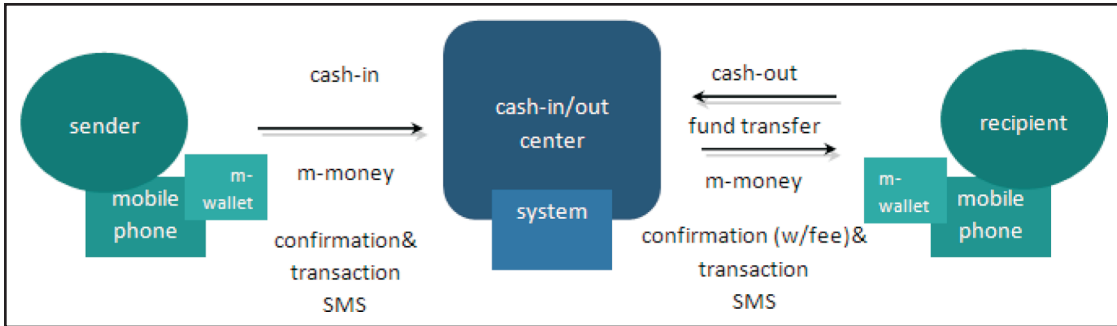 sender
m-
wallet
mobile
phone
cash-in
m-money
confirmation&
transaction
SMS
cash-in/out
center
system
cash-out
fund transfer
m-money
confirmation (w/fee)&
transaction
SMS
recipient
m-
wallet
mobile
phone